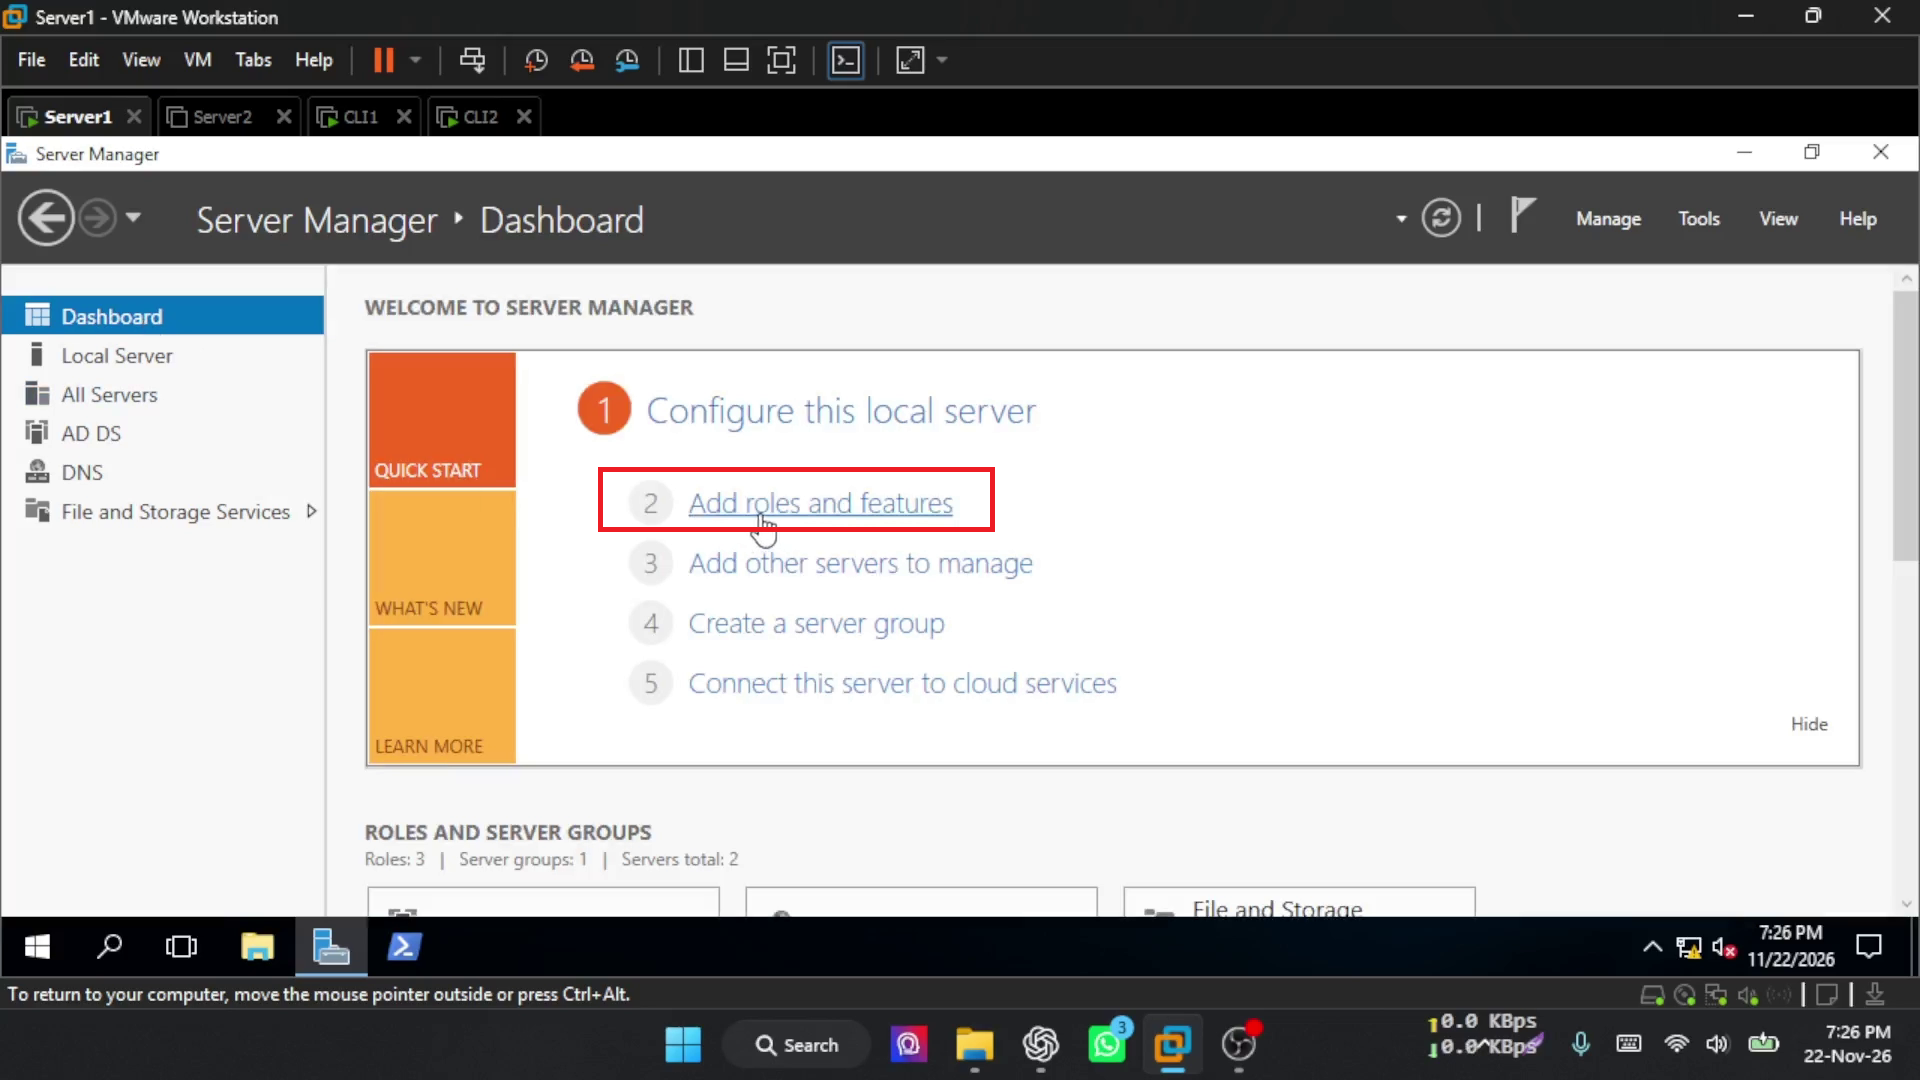 Server1 - VMware Workstation
File Edit View VM Tabs Help
Server1 Server2 CLI1 CLI2
Server Manager
Server Manager Dashboard
Manage Tools View Help
Dashboard
Local Server
All Servers
AD DS
DNS
File and Storage Services
WELCOME TO SERVER MANAGER
QUICK START
WHAT'S NEW
LEARN MORE
1 Configure this local server
2 Add roles and features
3 Add other servers to manage
4 Create a server group
5 Connect this server to cloud services
Hide
ROLES AND SERVER GROUPS
Roles: 3 | Server groups: 1 | Servers total: 2
File and Storage
7:26 PM
11/22/2026
To return to your computer, move the mouse pointer outside or press Ctrl+Alt.
Search
3
0.0 KBps
0.0 KBps
7:26 PM
22-Nov-26